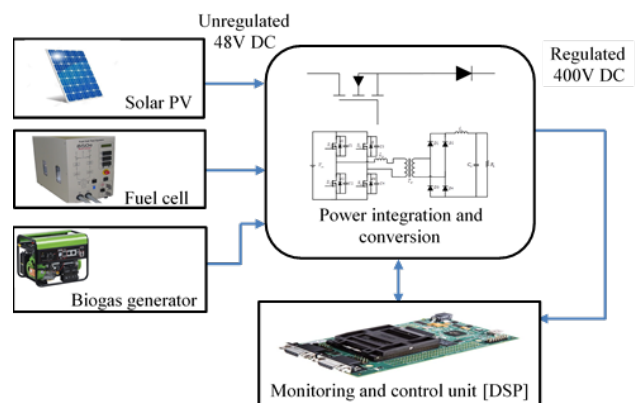 Unregulated
48V DC
Regulated
400V DC
Solar PV
Fuel cell
Biogas generator
Power integration and
conversion
Monitoring and control unit [DSP]